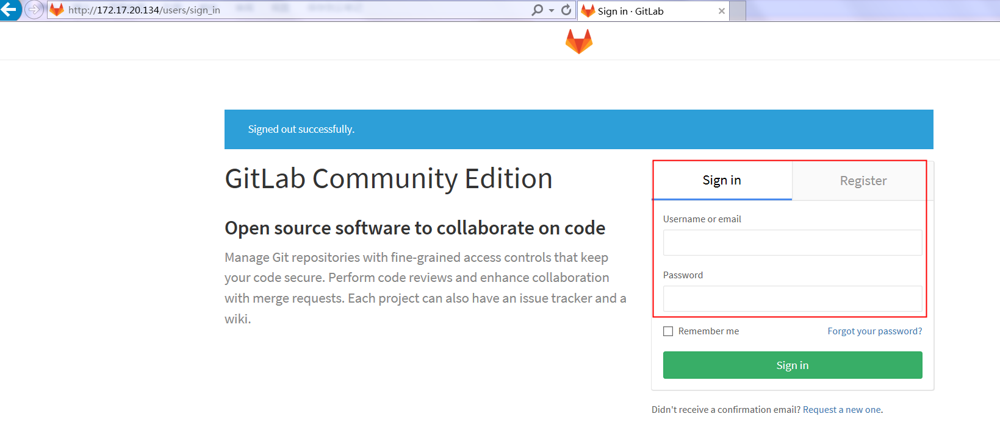 http://172.17.20.134/users/sign_in
Sign in · GitLab
Signed out successfully.
GitLab Community Edition
Open source software to collaborate on code
Manage Git repositories with fine-grained access controls that keep
your code secure. Perform code reviews and enhance collaboration
with merge requests. Each project can also have an issue tracker and a
wiki.
Sign in
Register
Username or email
Password
Remember me
Forgot your password?
Sign in
Didn't receive a confirmation email? Request a new one.